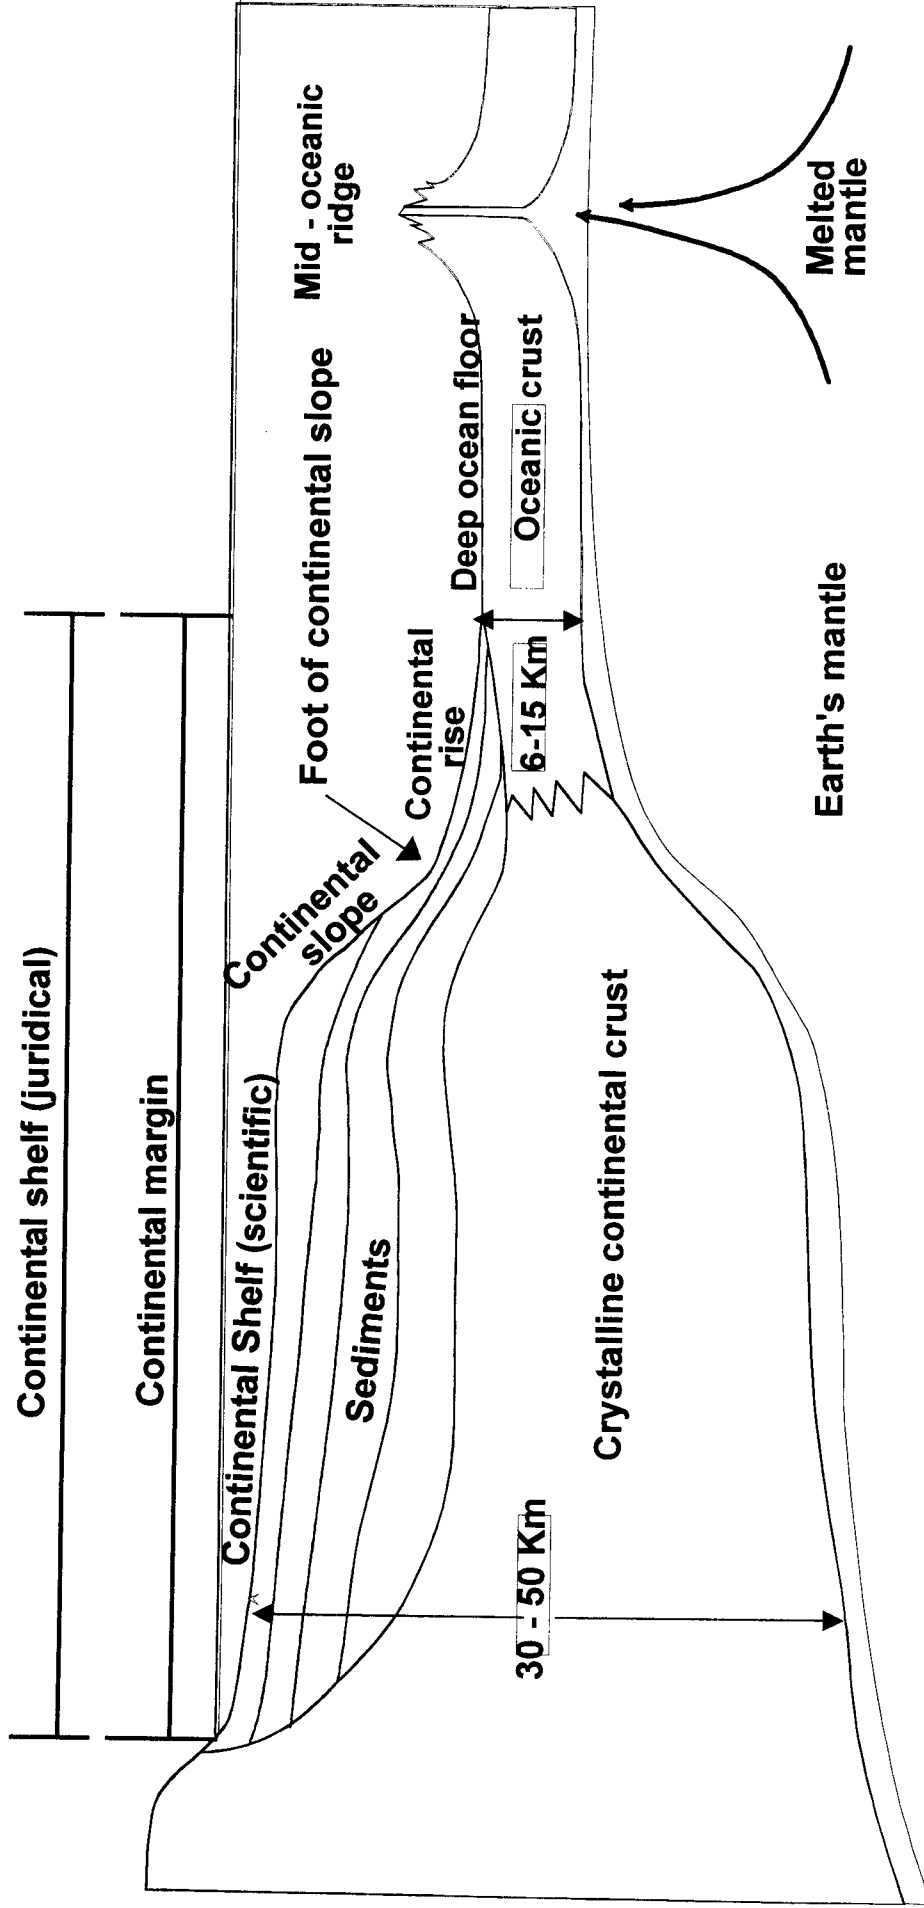 Continental shelf (juridical)
Continental margin
Continental Shelf (scientific)
Continental
slope
Foot of continental slope
Mid - oceanic
ridge
Continental
rise
Deep ocean floor
Sediments
6-15 Km
Oceanic crust
30 - 50 Km
Crystalline continental crust
Earth's mantle
Melted
mantle